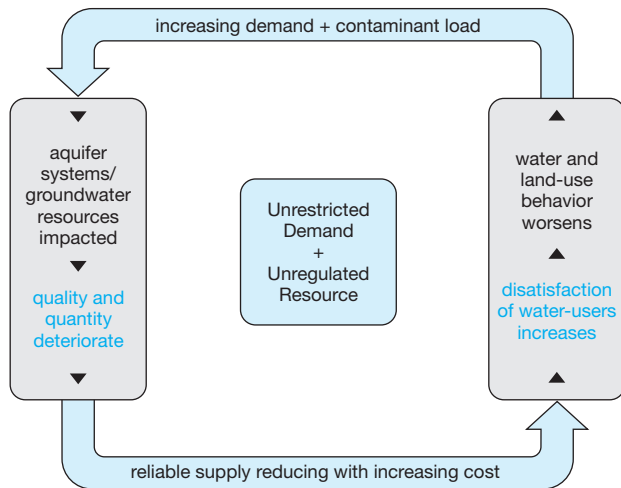 increasing demand + contaminant load
aquifer
systems/
groundwater
resources
impacted
quality and
quantity
deteriorate
Unrestricted
Demand
+
Unregulated
Resource
water and
land-use
behavior
worsens
disatisfaction
of water-users
increases
reliable supply reducing with increasing cost